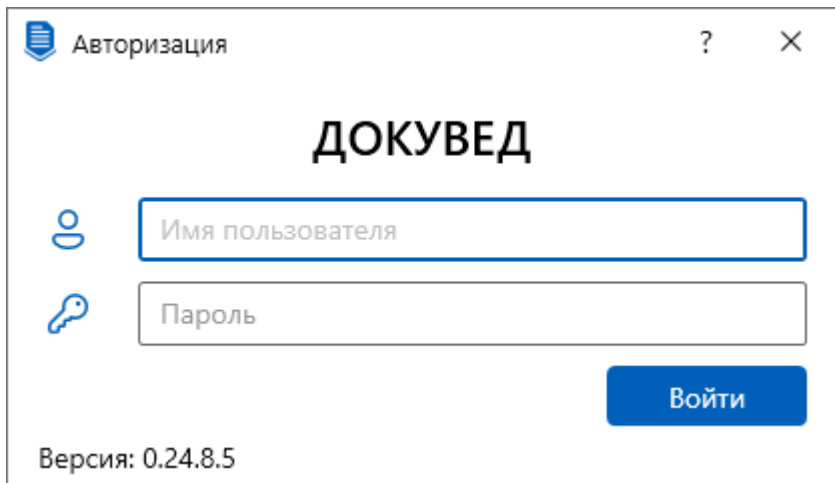 Авторизация
ДОКУВЕД
Имя пользователя
Пароль
Войти
Версия: 0.24.8.5